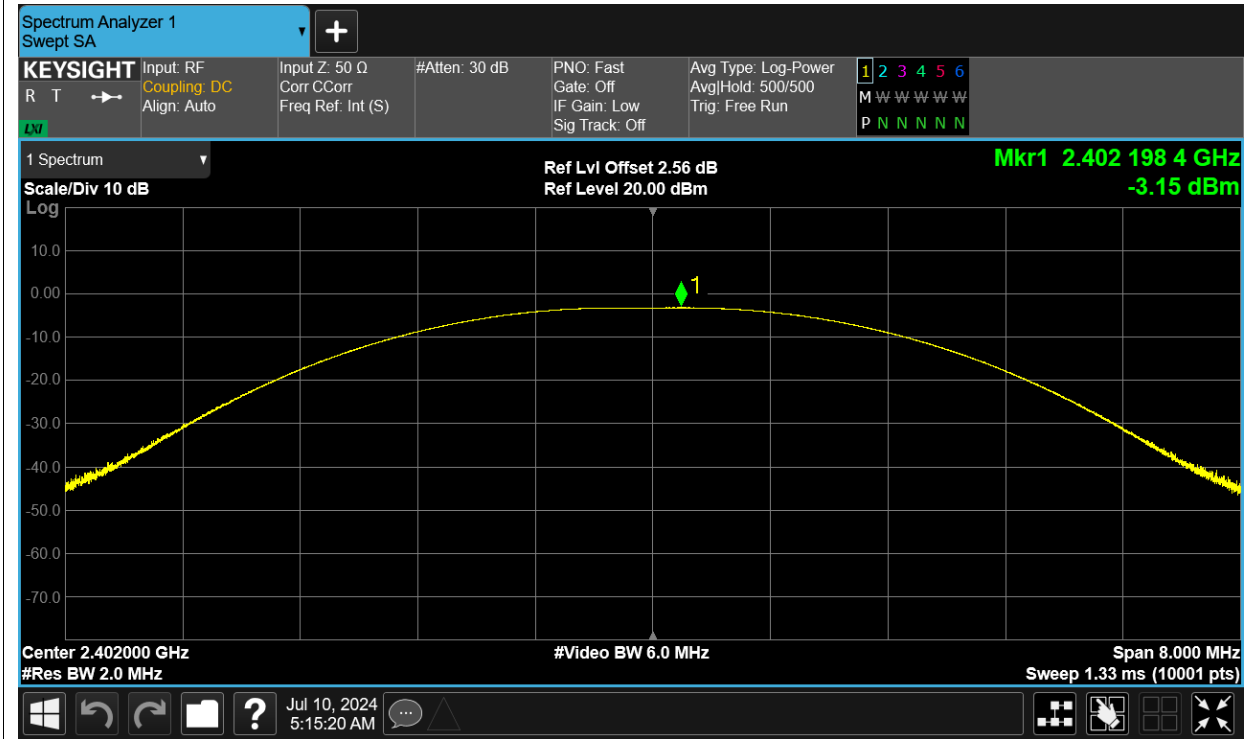 Spectrum Analyzer 1
Swept SA
KEYSIGHT
R T
LXI
Input: RF
Coupling: DC
Align: Auto
Input Z: 50 Ω
Corr CCorr
Freq Ref: Int (S)
#Atten: 30 dB
PNO: Fast
Gate: Off
IF Gain: Low
Sig Track: Off
Avg Type: Log-Power
Avg|Hold: 500/500
Trig: Free Run
1 2 3 4 5 6
M W W W W W
P N N N N N
1 Spectrum
Scale/Div 10 dB
Log
Ref Lvl Offset 2.56 dB
Ref Level 20.00 dBm
Mkr1 2.402 198 4 GHz
-3.15 dBm
1
10.0
0.00
-10.0
-20.0
-30.0
-40.0
-50.0
-60.0
-70.0
Center 2.402000 GHz
#Res BW 2.0 MHz
#Video BW 6.0 MHz
Span 8.000 MHz
Sweep 1.33 ms (10001 pts)
?
Jul 10, 2024
5:15:20 AM